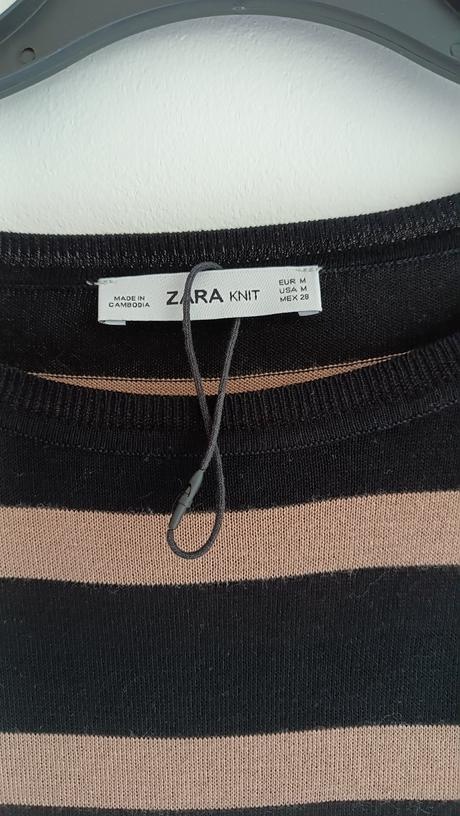 MADE IN
CAMBODIA
ZARA KNIT
EUR M
USA M
MEX 28